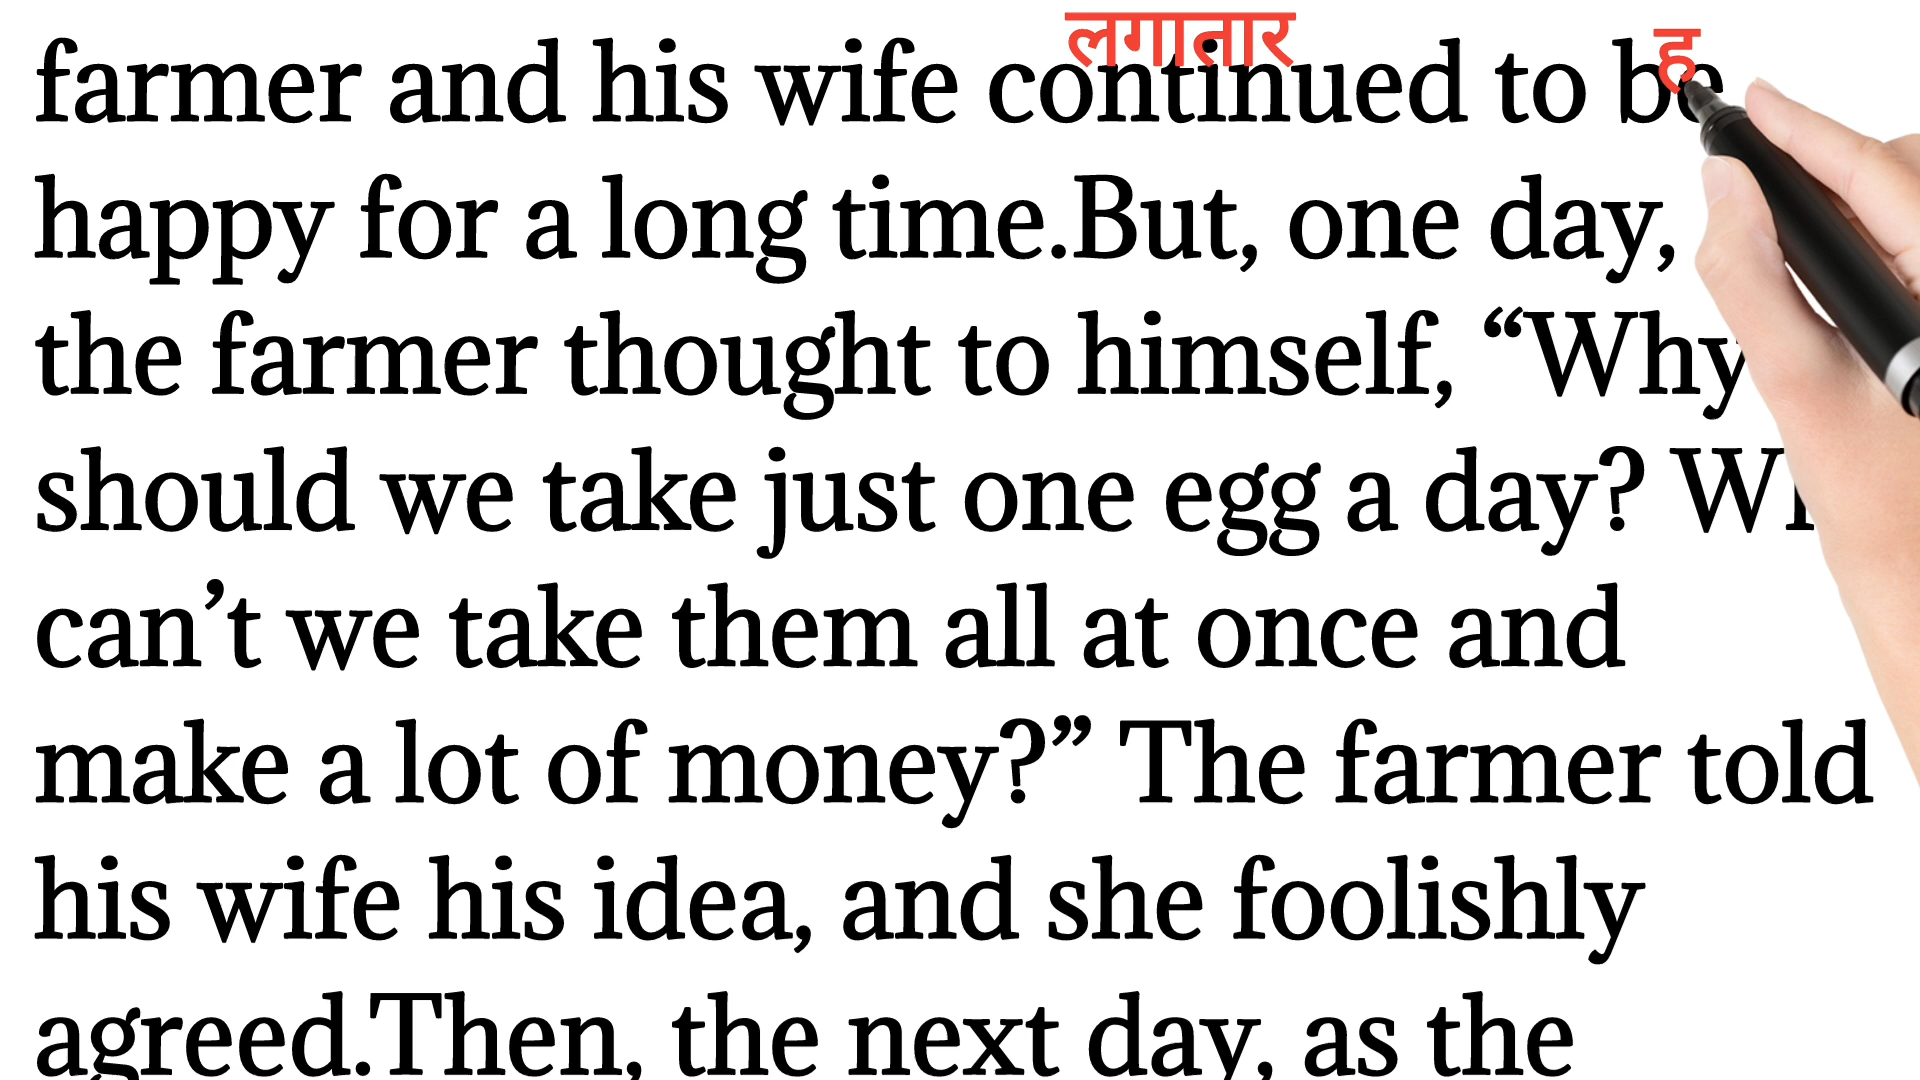 लगातार ह
farmer and his wife continued to be
happy for a long time.But, one day,
the farmer thought to himself, “Why
should we take just one egg a day?
can’t we take them all at once and
make a lot of money?” The farmer told
his wife his idea, and she foolishly
agreed.Then, the next day, as the